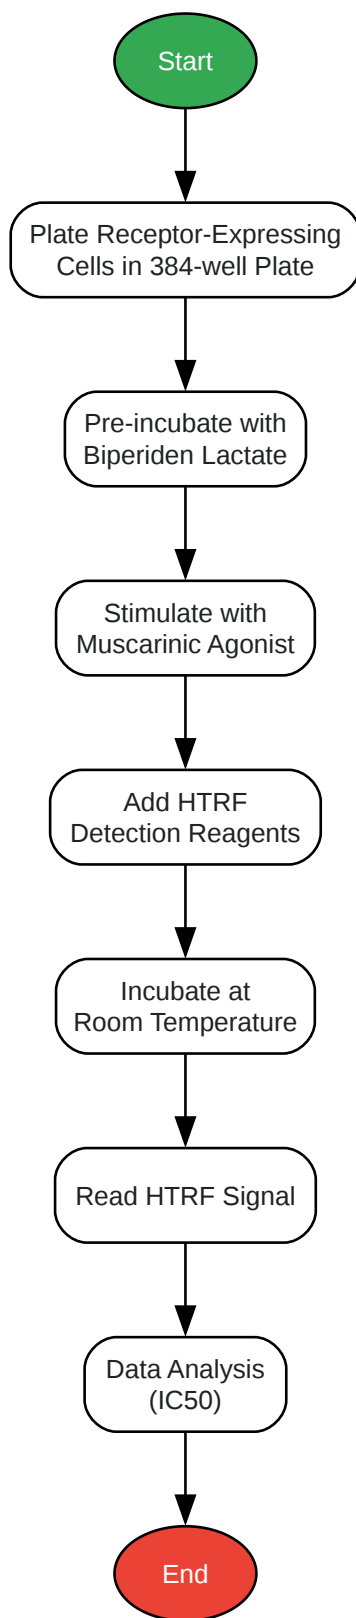 Start
Plate Receptor-Expressing
Cells in 384-well Plate
Pre-incubate with
Biperiden Lactate
Stimulate with
Muscarinic Agonist
Add HTRF
Detection Reagents
Incubate at
Room Temperature
Read HTRF Signal
Data Analysis
(IC50)
End